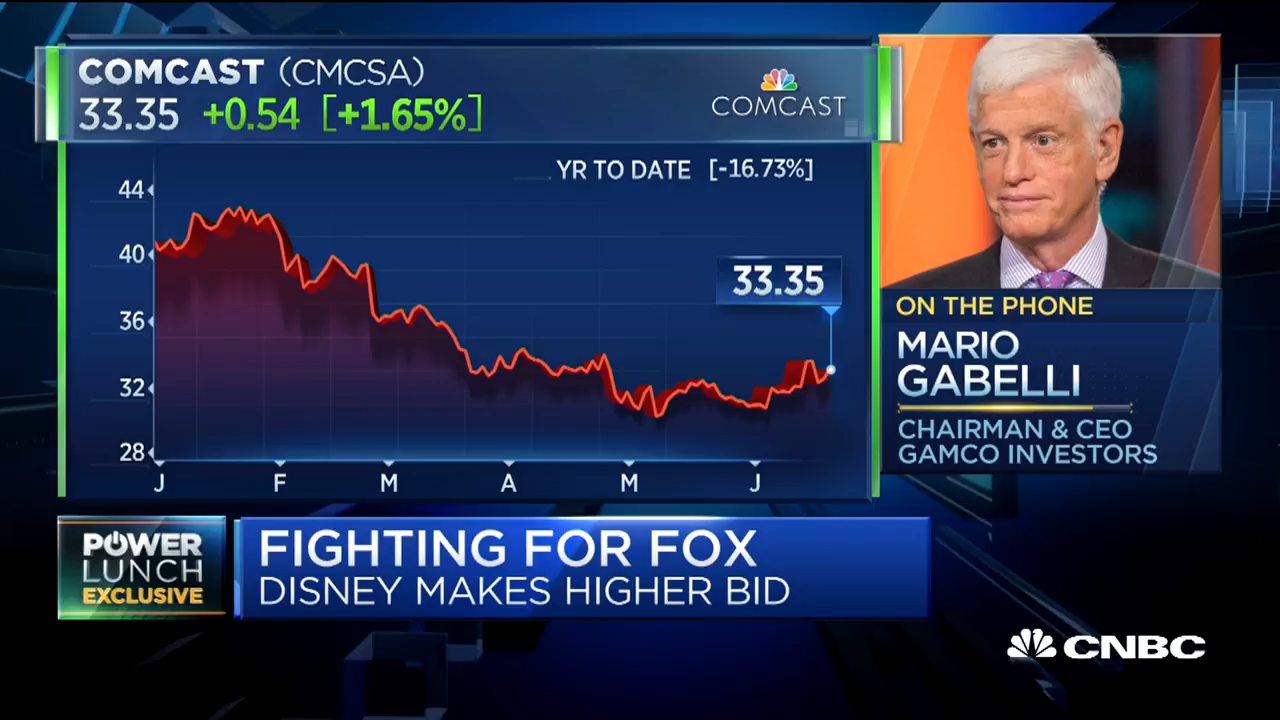 COMCAST (CMCSA)
33.35 +0.54 [+1.65%]
COMCAST
YR TO DATE [-16.73%]
44
40
36
32
28
33.35
J F M A M J
ON THE PHONE
MARIO
GABELLI
CHAIRMAN & CEO
GAMCO INVESTORS
POWER
LUNCH
EXCLUSIVE
FIGHTING FOR FOX
DISNEY MAKES HIGHER BID
CNBC